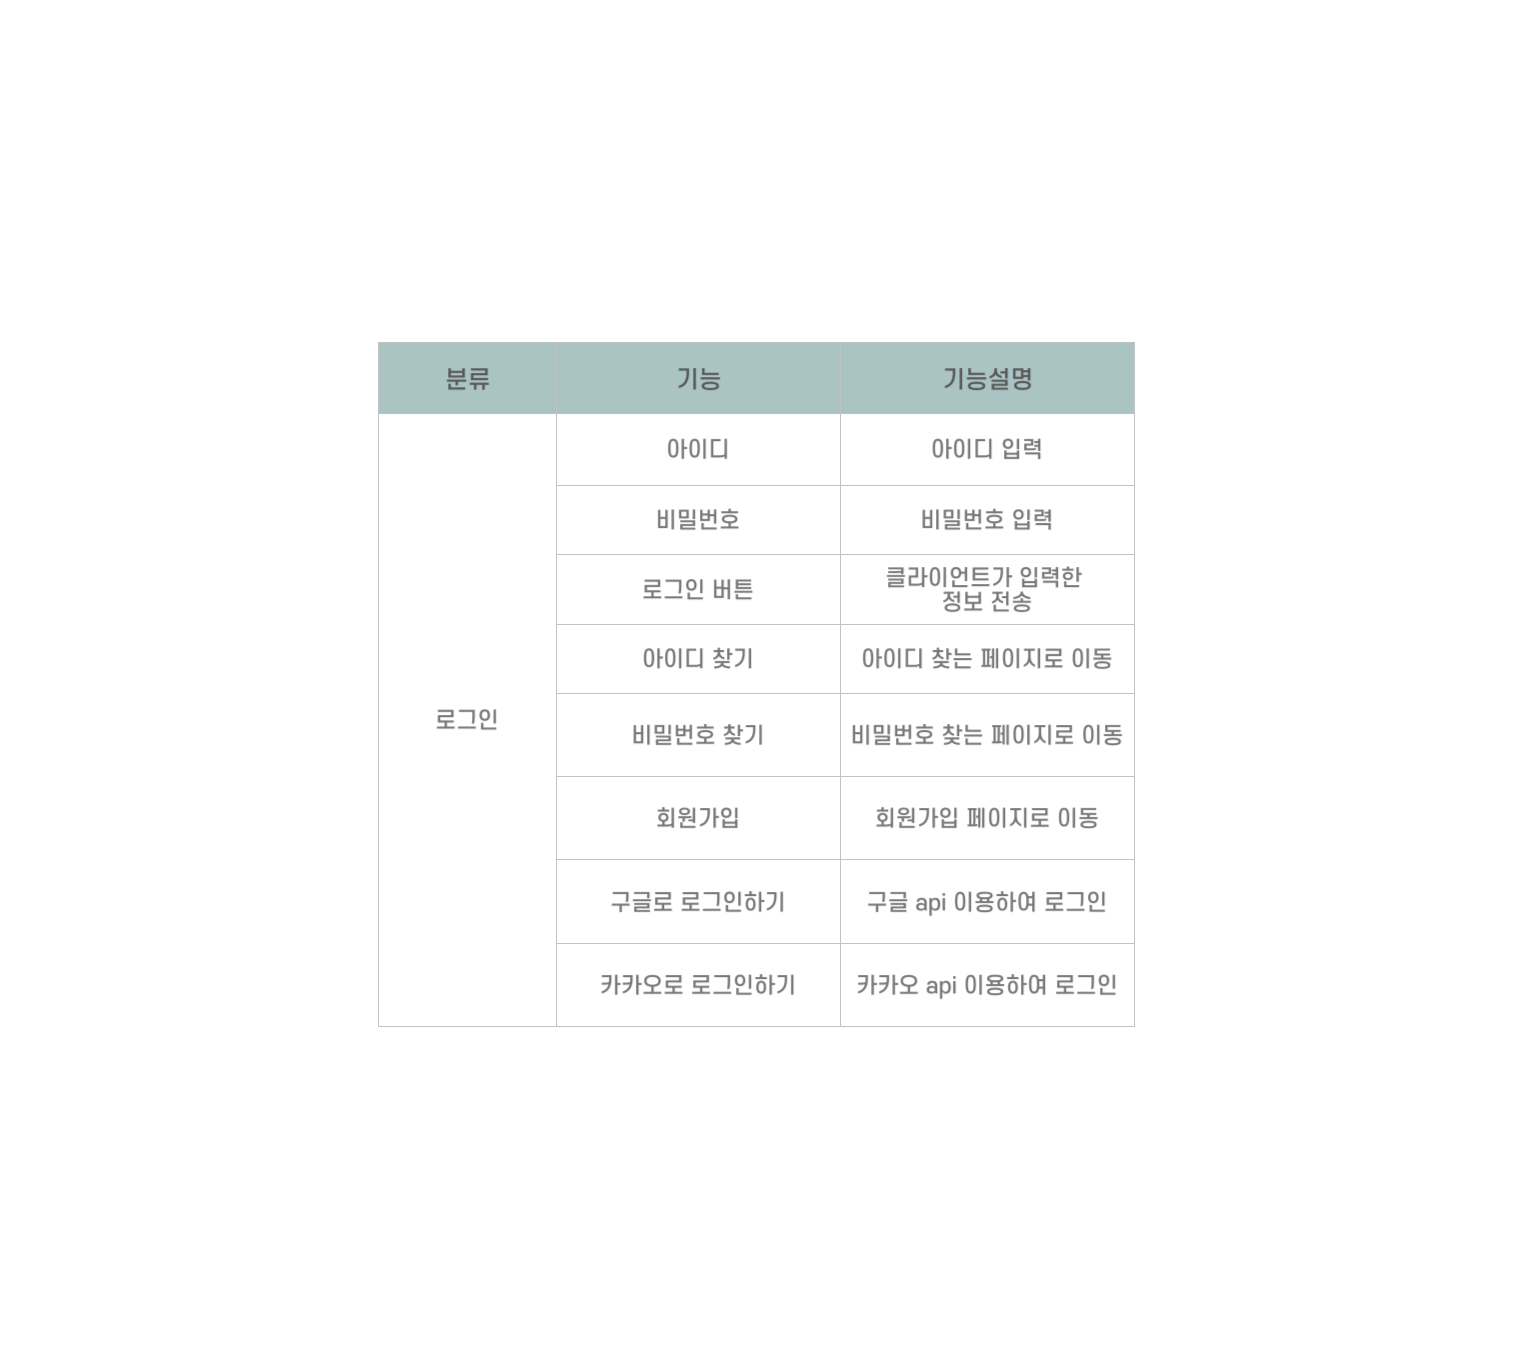 분류
기능
기능설명
로그인
아이디
아이디 입력
비밀번호
비밀번호 입력
로그인 버튼
클라이언트가 입력한
정보 전송
아이디 찾기
아이디 찾는 페이지로 이동
비밀번호 찾기
비밀번호 찾는 페이지로 이동
회원가입
회원가입 페이지로 이동
구글로 로그인하기
구글 api 이용하여 로그인
카카오로 로그인하기
카카오 api 이용하여 로그인